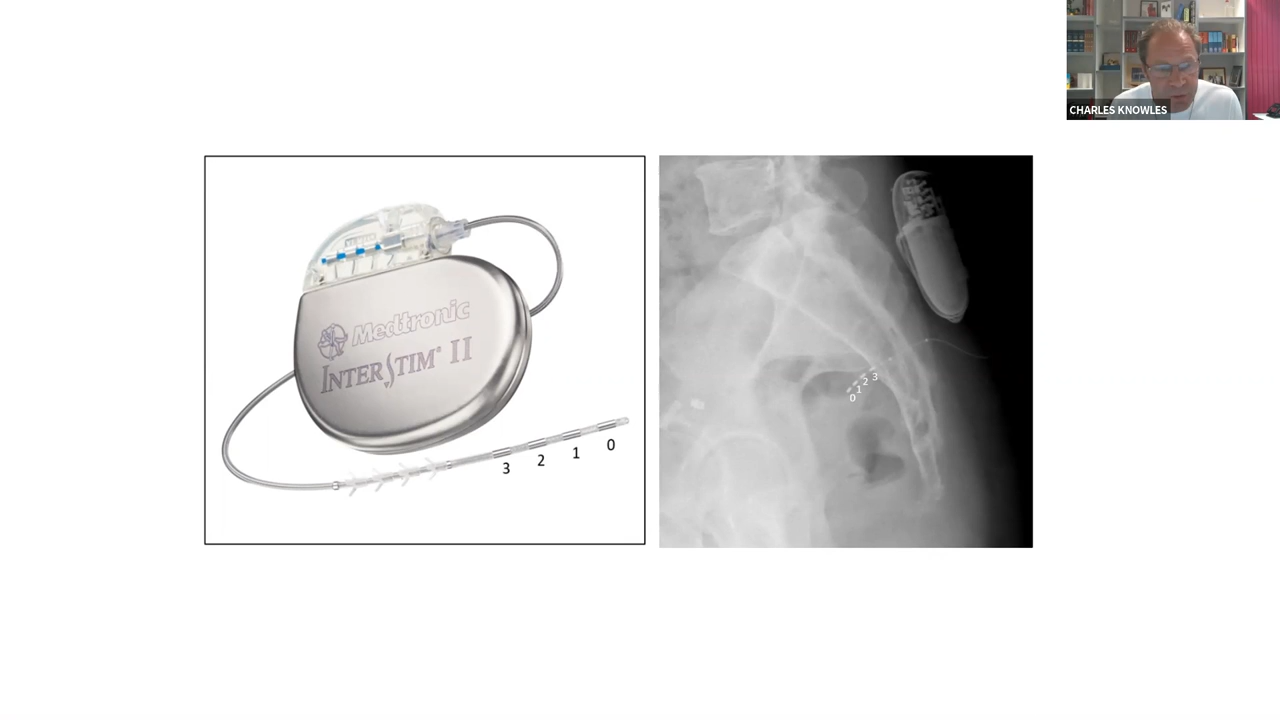 CHARLES KNOWLES
Medtronic
INTERSTIM® II
3 2 1 0
3
2
1
0